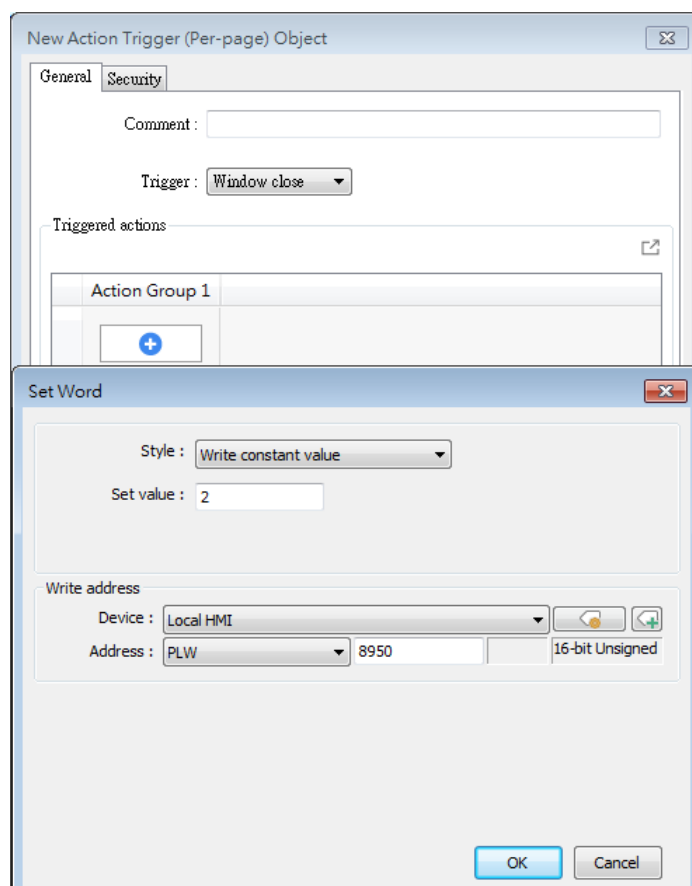 New Action Trigger (Per-page) Object
General Security
Comment :
Trigger : Window close
Triggered actions
Action Group 1
Set Word
Style : Write constant value
Set value : 2
Write address
Device : Local HMI
Address : PLW 8950 16-bit Unsigned
OK Cancel